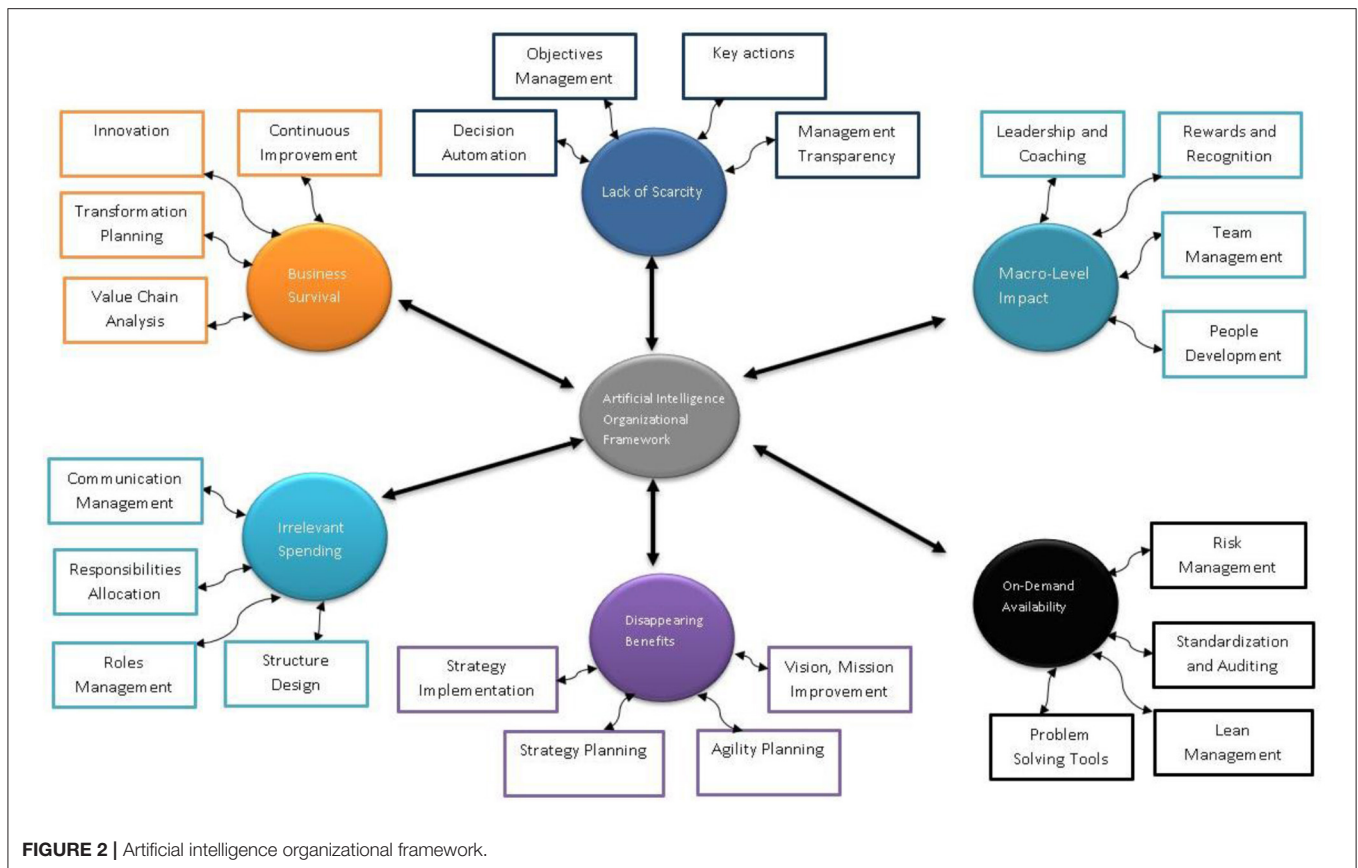 Objectives
Management
Key actions
Decision
Automation
Management
Transparency
Lack of Scarcity
Innovation
Continuous
Improvement
Transformation
Planning
Value Chain
Analysis
Business
Survival
Leadership and
Coaching
Rewards and
Recognition
Team
Management
People
Development
Macro-Level
Impact
Artificial Intelligence
Organizational
Framework
Communication
Management
Responsibilities
Allocation
Roles
Management
Structure
Design
Irrelevant
Spending
Disappearing
Benefits
Strategy
Implementation
Vision, Mission
Improvement
Strategy Planning
Agility Planning
On-Demand
Availability
Risk
Management
Standardization
and Auditing
Problem
Solving Tools
Lean
Management
FIGURE 2 | Artificial intelligence organizational framework.